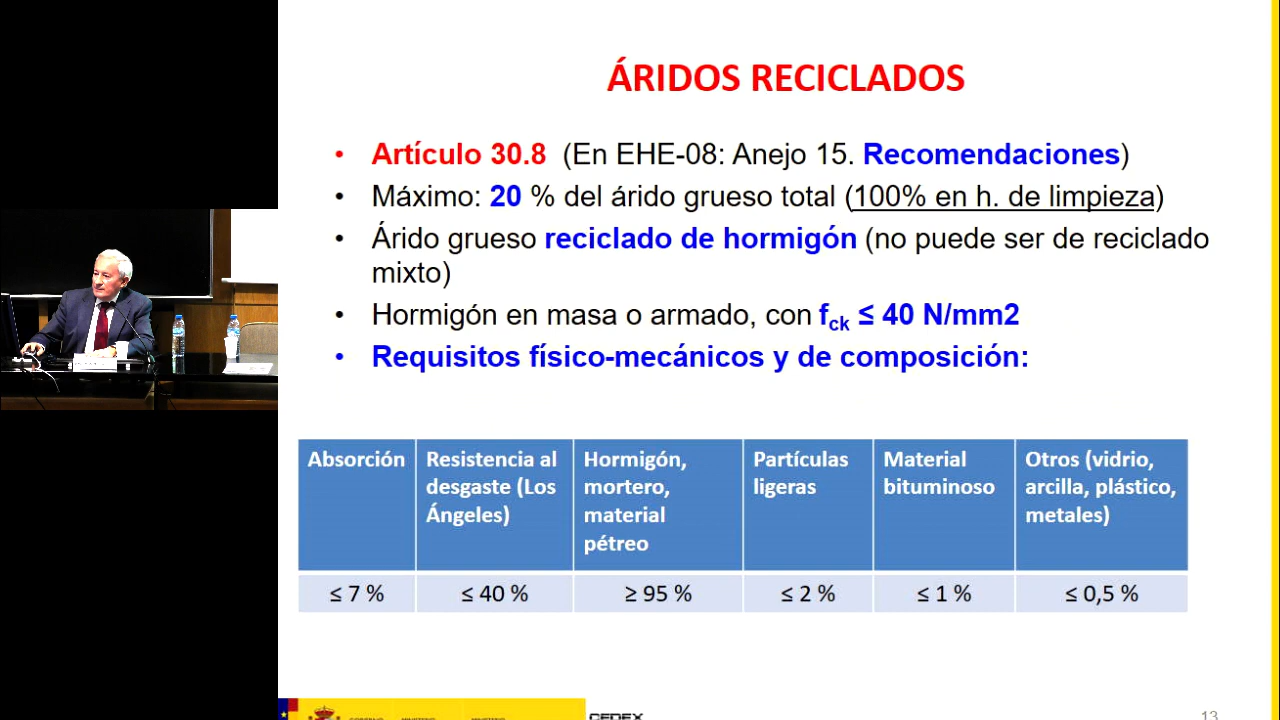 ÁRIDOS RECICLADOS
• Artículo 30.8 (En EHE-08: Anejo 15. Recomendaciones)
• Máximo: 20 % del árido grueso total (100% en h. de limpieza)
• Árido grueso reciclado de hormigón (no puede ser de reciclado
mixto)
• Hormigón en masa o armado, con fck ≤ 40 N/mm2
• Requisitos físico-mecánicos y de composición:
Absorción
Resistencia al
desgaste (Los
Ángeles)
Hormigón,
mortero,
material
pétreo
Partículas
ligeras
Material
bituminoso
Otros (vidrio,
arcilla, plástico,
metales)
≤ 7 %
≤ 40 %
≥ 95 %
≤ 2 %
≤ 1 %
≤ 0,5 %
CEDEX
13